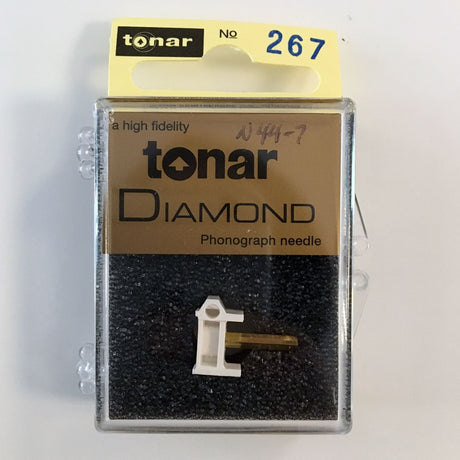 tonar
No
267
a high fidelity
N44-7
tonar
DIAMOND
Phonograph needle